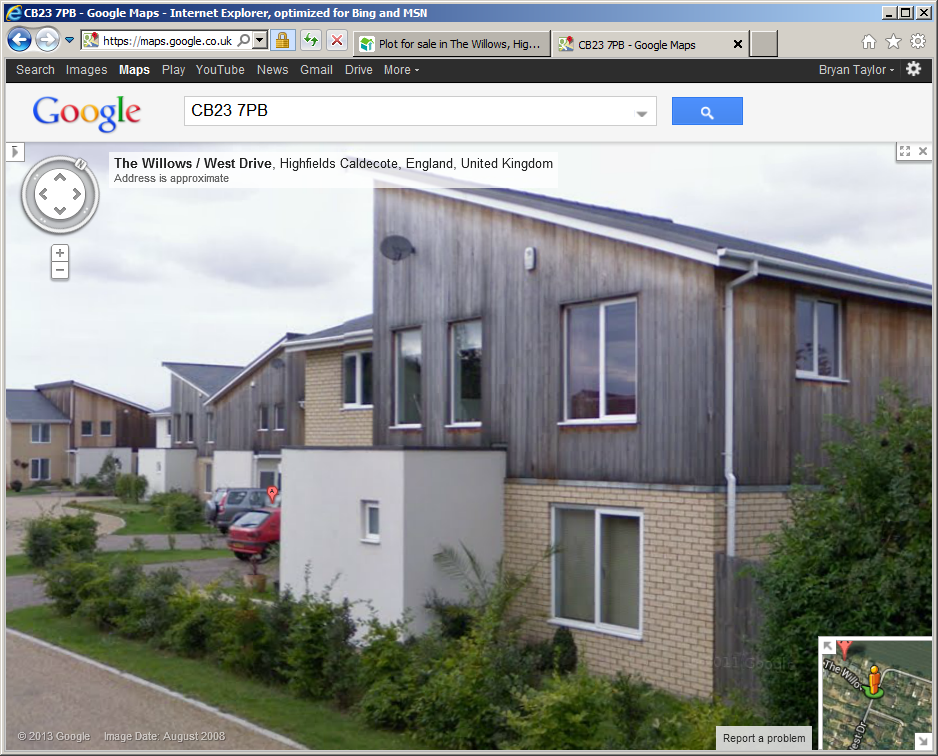 CB23 7PB - Google Maps - Internet Explorer, optimized for Bing and MSN
https://maps.google.co.uk
Plot for sale in The Willows, Hig...
CB23 7PB - Google Maps
Search Images Maps Play YouTube News Gmail Drive More
Bryan Taylor
Google
CB23 7PB
The Willows / West Drive, Highfields Caldecote, England, United Kingdom
Address is approximate
N
+
−
A
The Willo
est Dr
© 2013 Google Image Date: August 2008
Report a problem